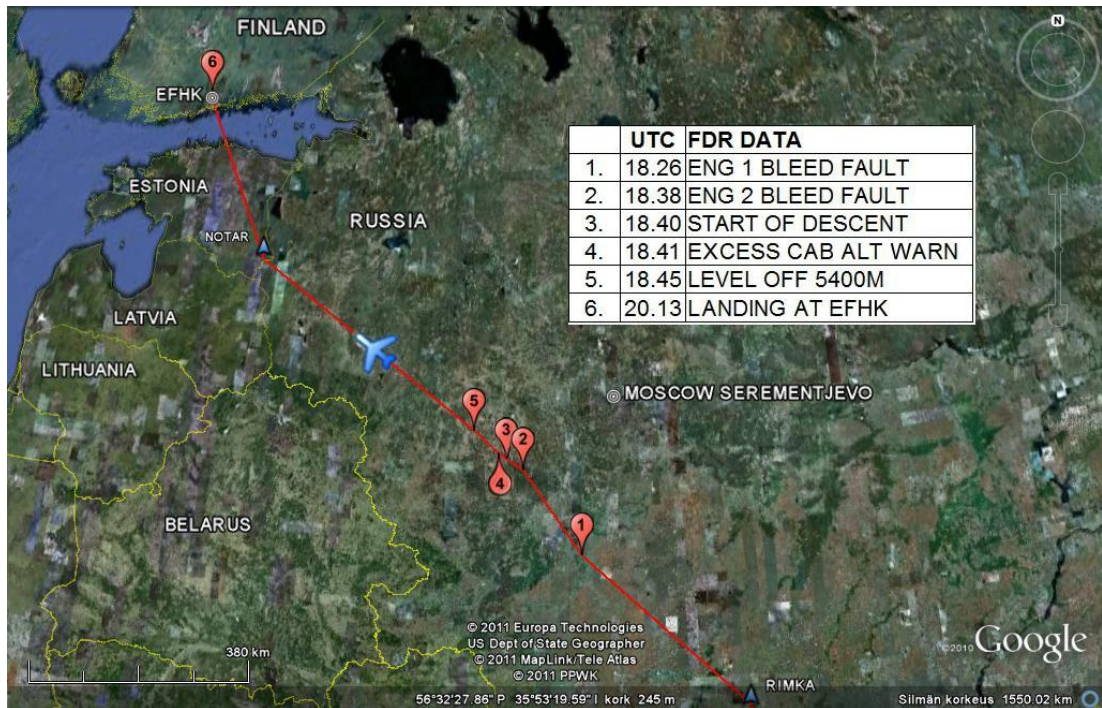 FINLAND
6
EFHK
ESTONIA
NOTAR
RUSSIA
LATVIA
LITHUANIA
BELARUS
MOSCOW SEREMENTJEVO
5
3
2
4
1
RIMKA
UTC FDR DATA
1. 18.26 ENG 1 BLEED FAULT
2. 18.38 ENG 2 BLEED FAULT
3. 18.40 START OF DESCENT
4. 18.41 EXCESS CAB ALT WARN
5. 18.45 LEVEL OFF 5400M
6. 20.13 LANDING AT EFHK
N
380 km
© 2011 Europa Technologies
US Dept of State Geographer
© 2011 MapLink/Tele Atlas
© 2011 PPWK
©2010 Google
56°32'27.86" P 35°53'19.59" I kork 245 m
Silmän korkeus 1550.02 km